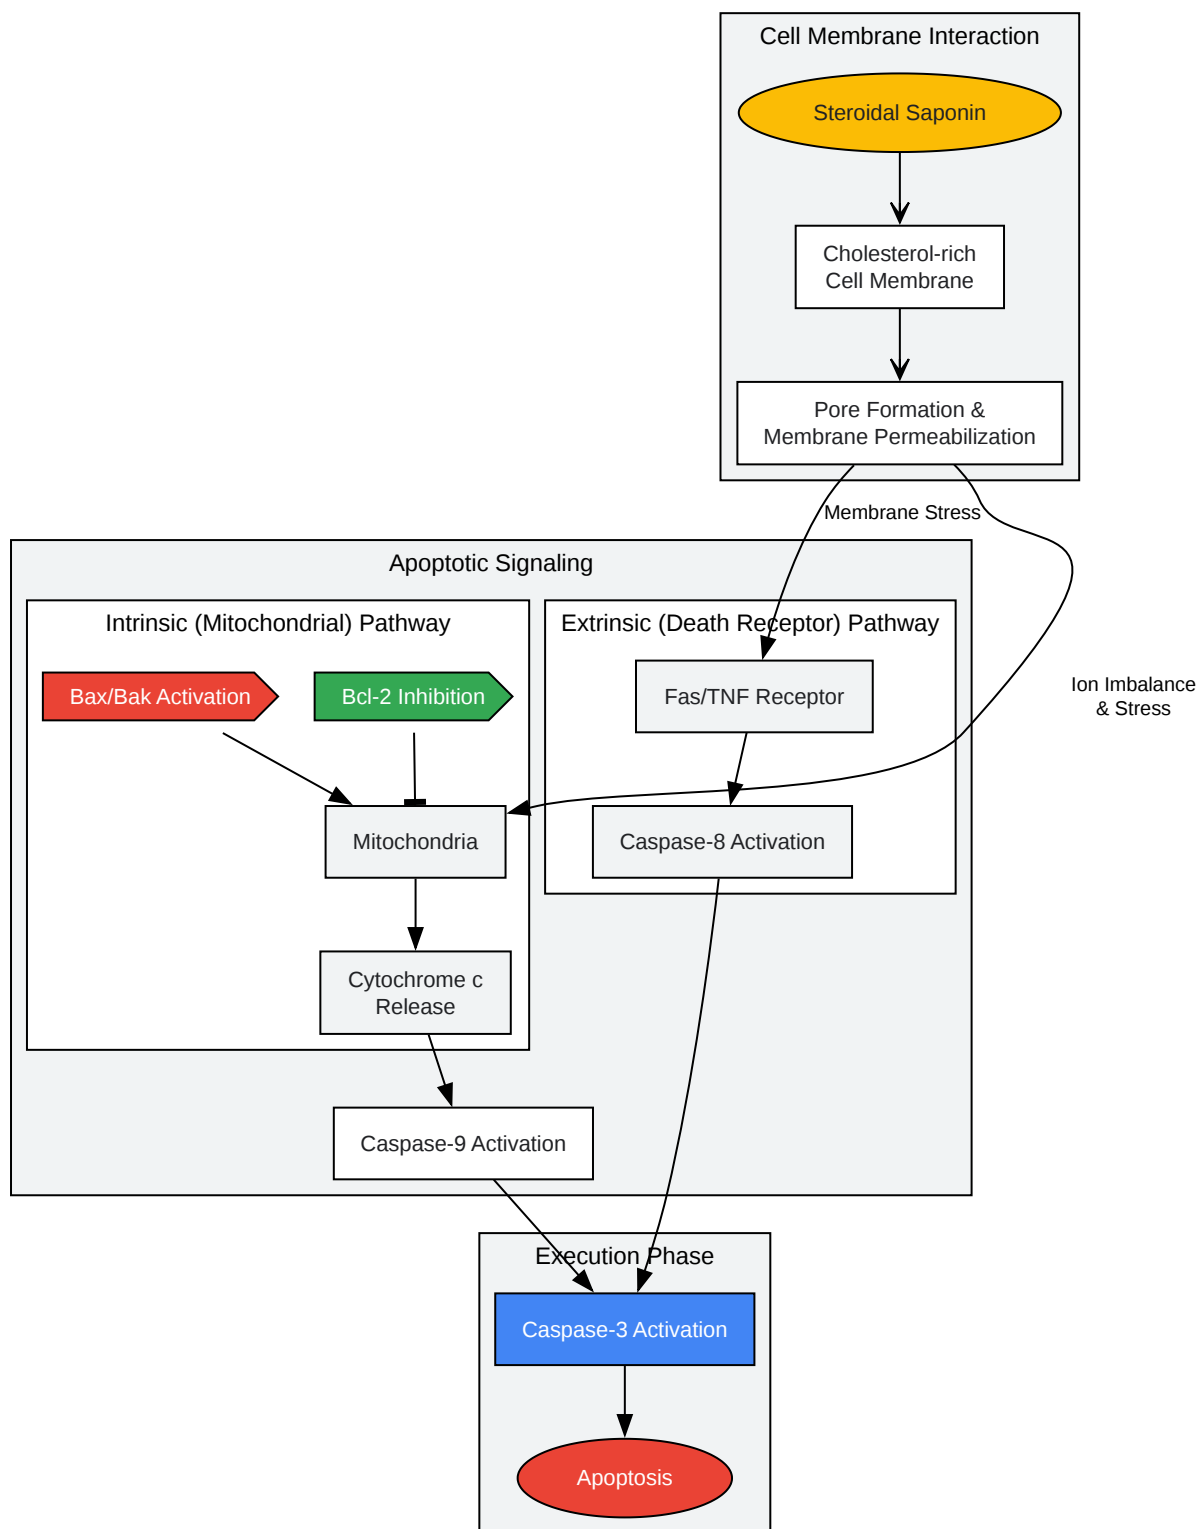 Cell Membrane Interaction
Steroidal Saponin
Cholesterol-rich
Cell Membrane
Pore Formation &
Membrane Permeabilization
Membrane Stress
Ion Imbalance
& Stress
Apoptotic Signaling
Intrinsic (Mitochondrial) Pathway
Extrinsic (Death Receptor) Pathway
Bax/Bak Activation
Bcl-2 Inhibition
Fas/TNF Receptor
Mitochondria
Caspase-8 Activation
Cytochrome c
Release
Caspase-9 Activation
Execution Phase
Caspase-3 Activation
Apoptosis